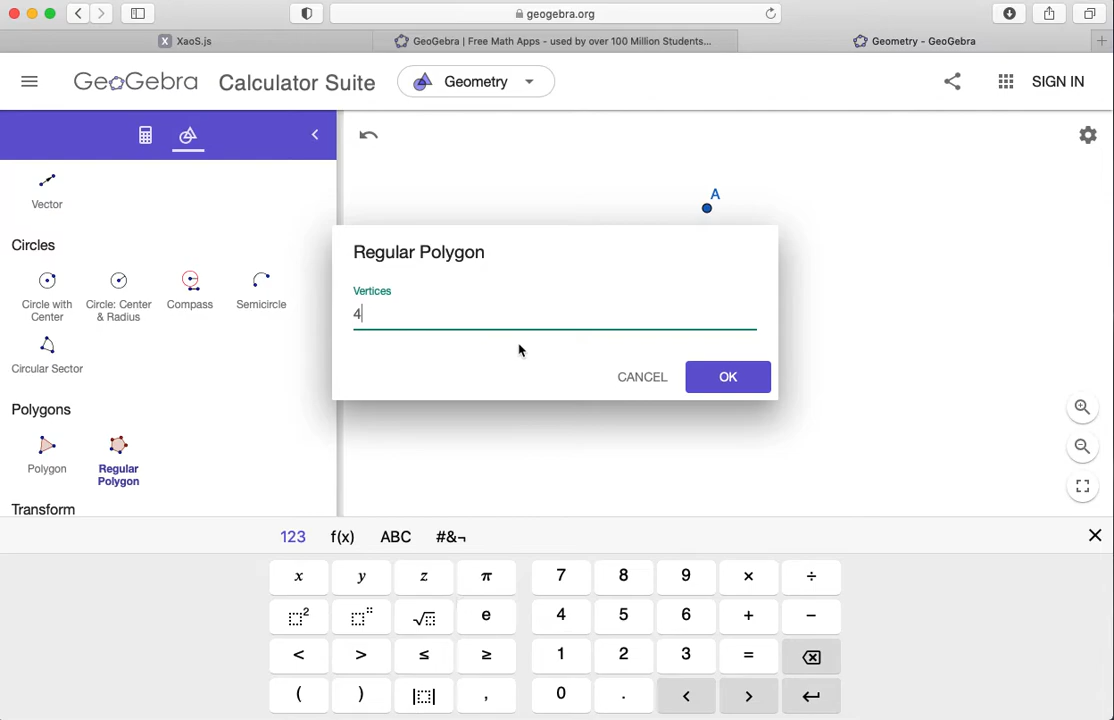 geogebra.org
XaoS.js
GeoGebra | Free Math Apps - used by over 100 Million Students...
Geometry - GeoGebra
GeoGebra
Calculator Suite
Geometry
SIGN IN
Vector
A
Circles
Circle with Center
Circle: Center & Radius
Compass
Semicircle
Circular Sector
Polygons
Polygon
Regular Polygon
Transform
Regular Polygon
Vertices
4
CANCEL
OK
123 f(x) ABC #&¬
x y z π 7 8 9 × ÷
2 √ e 4 5 6 + −
< > ≤ ≥ 1 2 3 =
( ) | | , 0 . < >